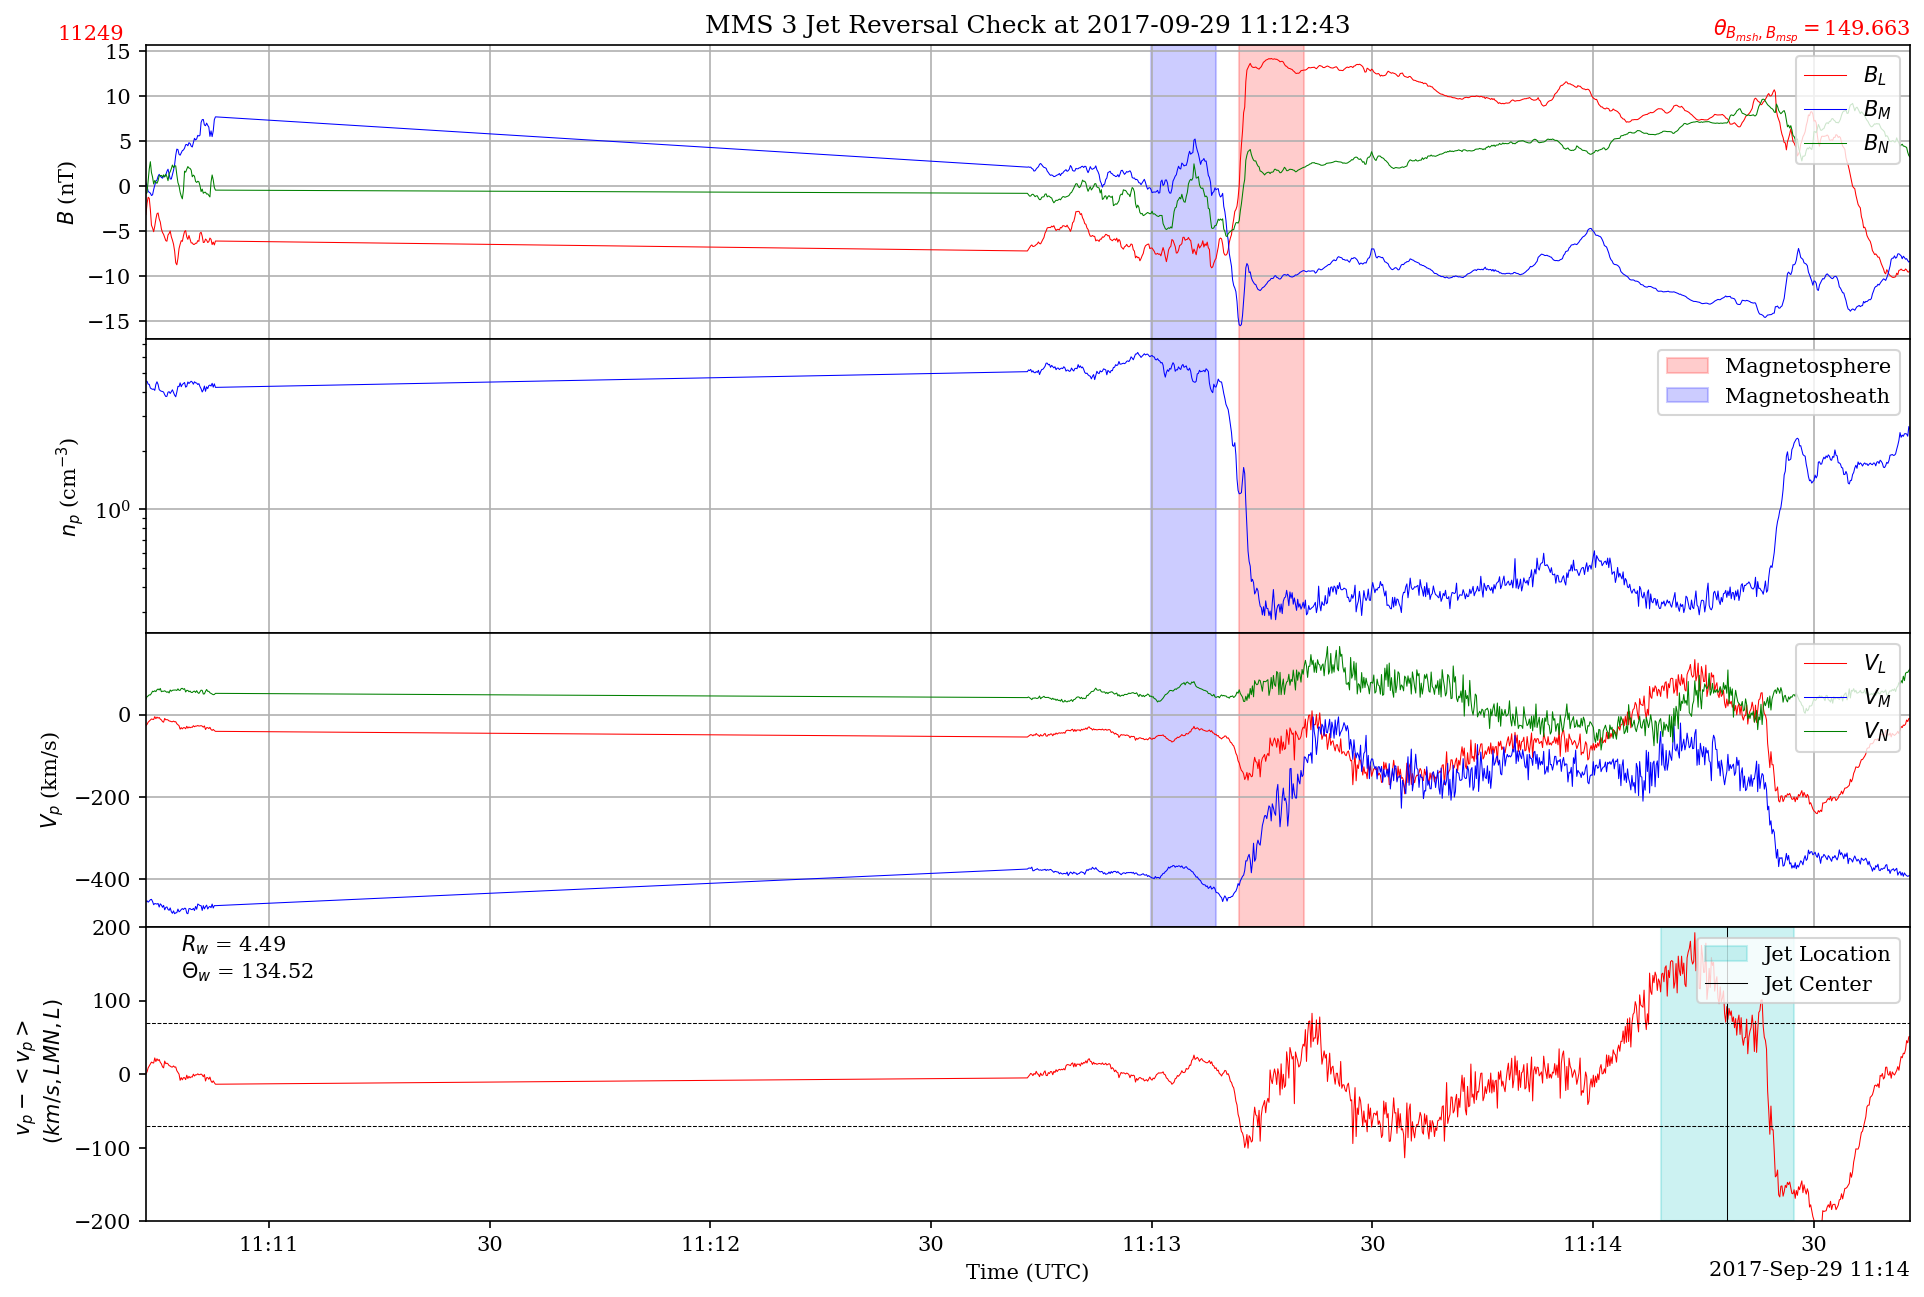 MMS 3 Jet Reversal Check at 2017-09-29 11:12:43
11249
θ_{B_{msh}, B_{msp}} = 149.663
15
10
5
0
−5
−10
−15
B (nT)
B_L
B_M
B_N
10^0
n_p (cm^{−3})
Magnetosphere
Magnetosheath
0
−200
−400
V_p (km/s)
V_L
V_M
V_N
200
100
0
−100
−200
v_p − < v_p >
(km/s, LMN, L)
R_w = 4.49
Θ_w = 134.52
Jet Location
Jet Center
11:11
30
11:12
30
11:13
30
11:14
30
Time (UTC)
2017-Sep-29 11:14